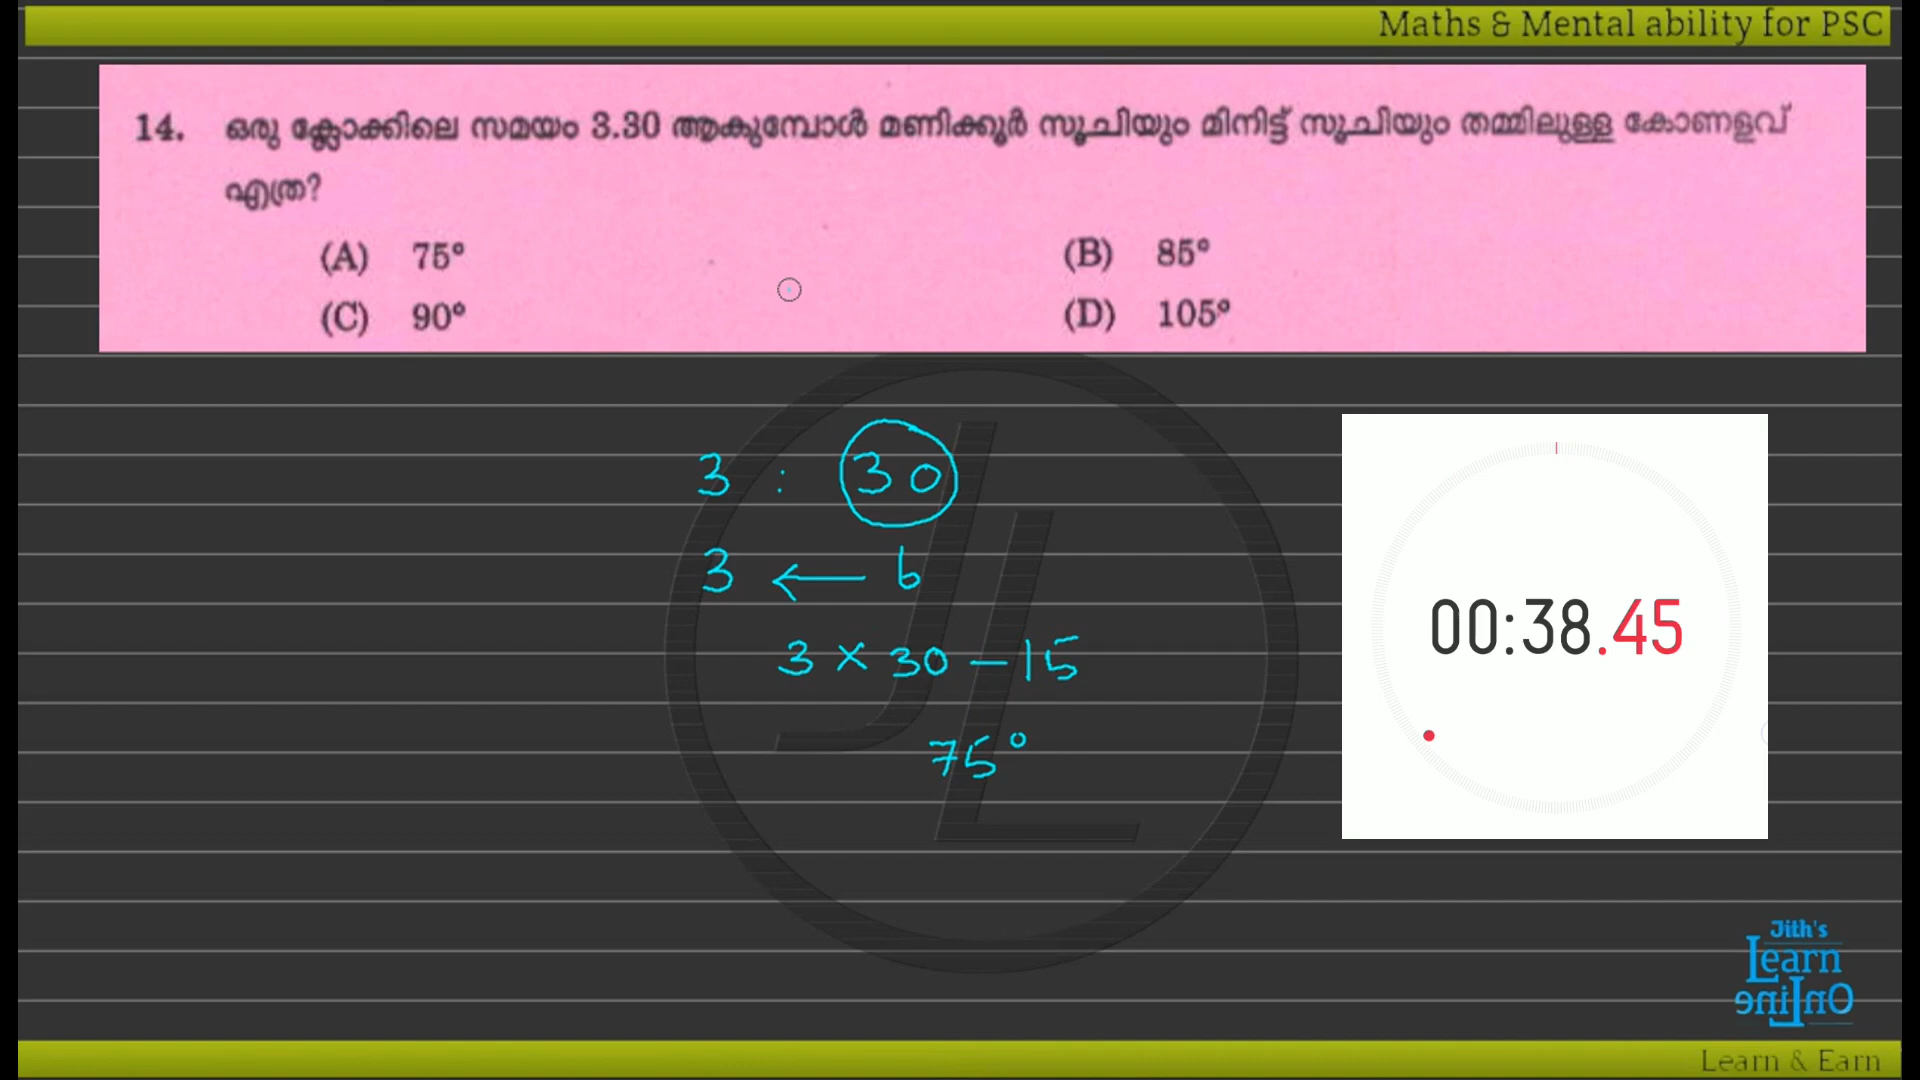 Maths & Mental ability for PSC
14. ഒരു ക്ലോക്കിലെ സമയം 3.30 ആകുമ്പോൾ മണിക്കൂർ സൂചിയും മിനിട്ട് സൂചിയും തമ്മിലുള്ള കോണളവ്
എത്ര?
(A) 75° (B) 85°
(C) 90° (D) 105°
3 : 30
3 ← 6
3 × 30 – 15
75°
00:38.45
JL
Jith's
Learn
OnLine
Learn & Earn